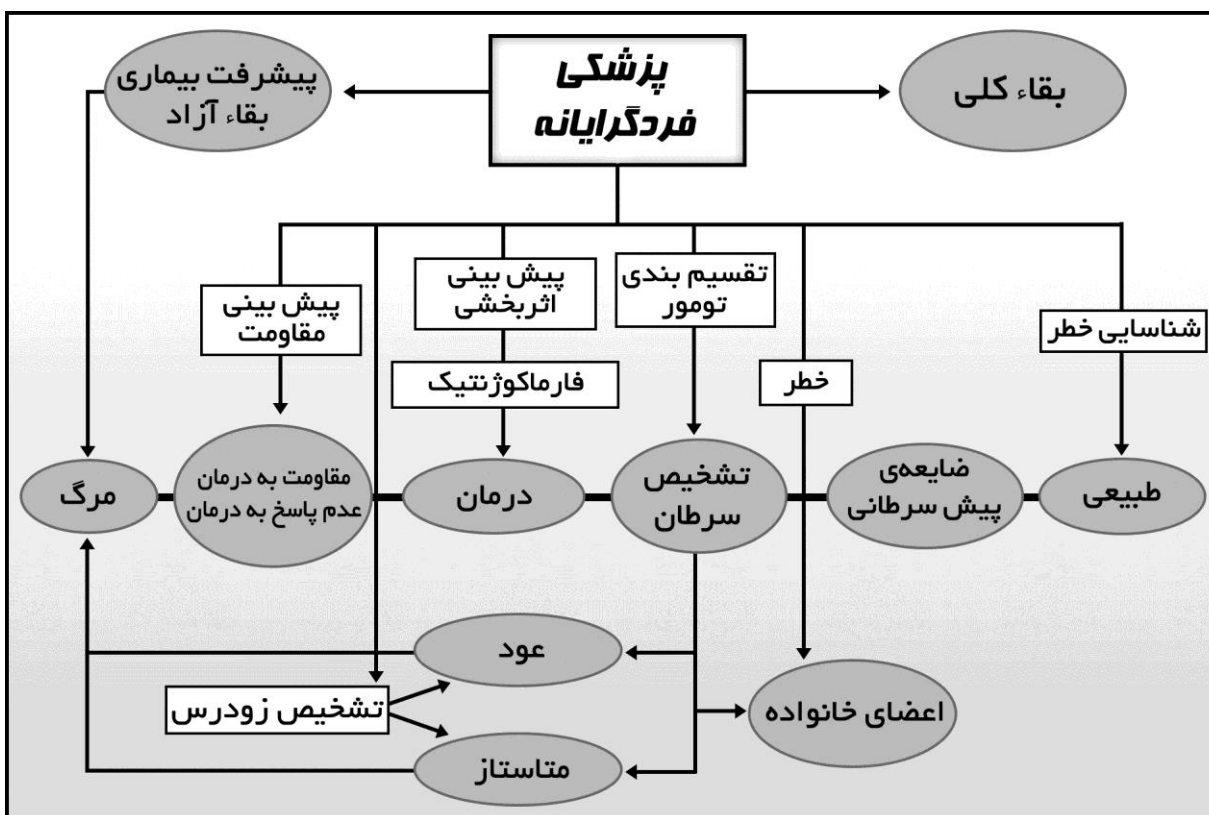 پزشکی
فردگرایانه
بقاء کلی
پیشرفت بیماری
بقاء آزاد
شناسایی خطر
خطر
تقسیم بندی
تومور
پیش بینی
اثربخشی
فارماکوژنتیک
پیش بینی
مقاومت
طبیعی
ضایعه‌ی
پیش سرطانی
تشخیص
سرطان
درمان
مقاومت به درمان
عدم پاسخ به درمان
مرگ
عود
تشخیص زودرس
متاستاز
اعضای خانواده